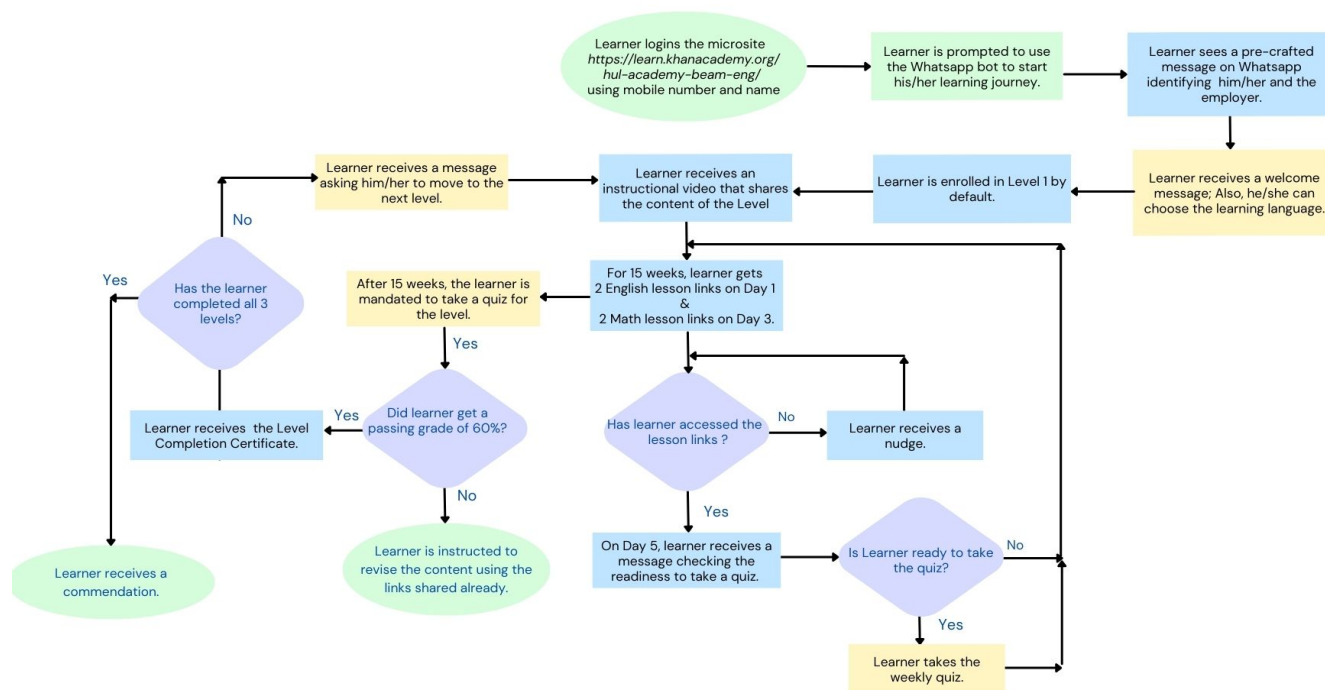 Learner logins the microsite
https://learn.khanacademy.org/
hul-academy-beam-eng/
using mobile number and name
Learner is prompted to use
the Whatsapp bot to start
his/her learning journey.
Learner sees a pre-crafted
message on Whatsapp
identifying him/her and the
employer.
Learner receives a message
asking him/her to move to the
next level.
Learner receives an
instructional video that shares
the content of the Level
Learner is enrolled in Level 1 by
default.
Learner receives a welcome
message; Also, he/she can
choose the learning language.
No
Yes
Has the learner
completed all 3
levels?
After 15 weeks, the learner is
mandated to take a quiz for
the level.
For 15 weeks, learner gets
2 English lesson links on Day 1
&
2 Math lesson links on Day 3.
Yes
Learner receives the Level
Completion Certificate.
Yes
Did learner get a
passing grade of 60%?
Has learner accessed the
lesson links ?
No
Learner receives a
nudge.
No
Yes
Learner receives a
commendation.
Learner is instructed to
revise the content using the
links shared already.
On Day 5, learner receives a
message checking the
readiness to take a quiz.
Is Learner ready to take
the quiz?
No
Yes
Learner takes the
weekly quiz.